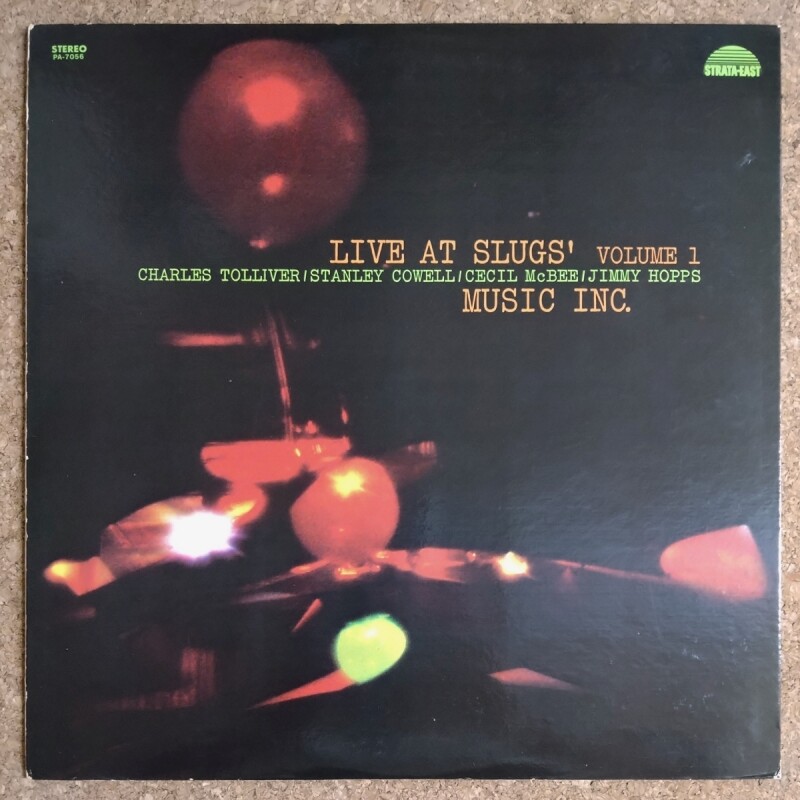 STEREO
PA-7056
STRATA-EAST
LIVE AT SLUGS' VOLUME 1
CHARLES TOLLIVER/STANLEY COWELL/CECIL McBEE/JIMMY HOPPS
MUSIC INC.